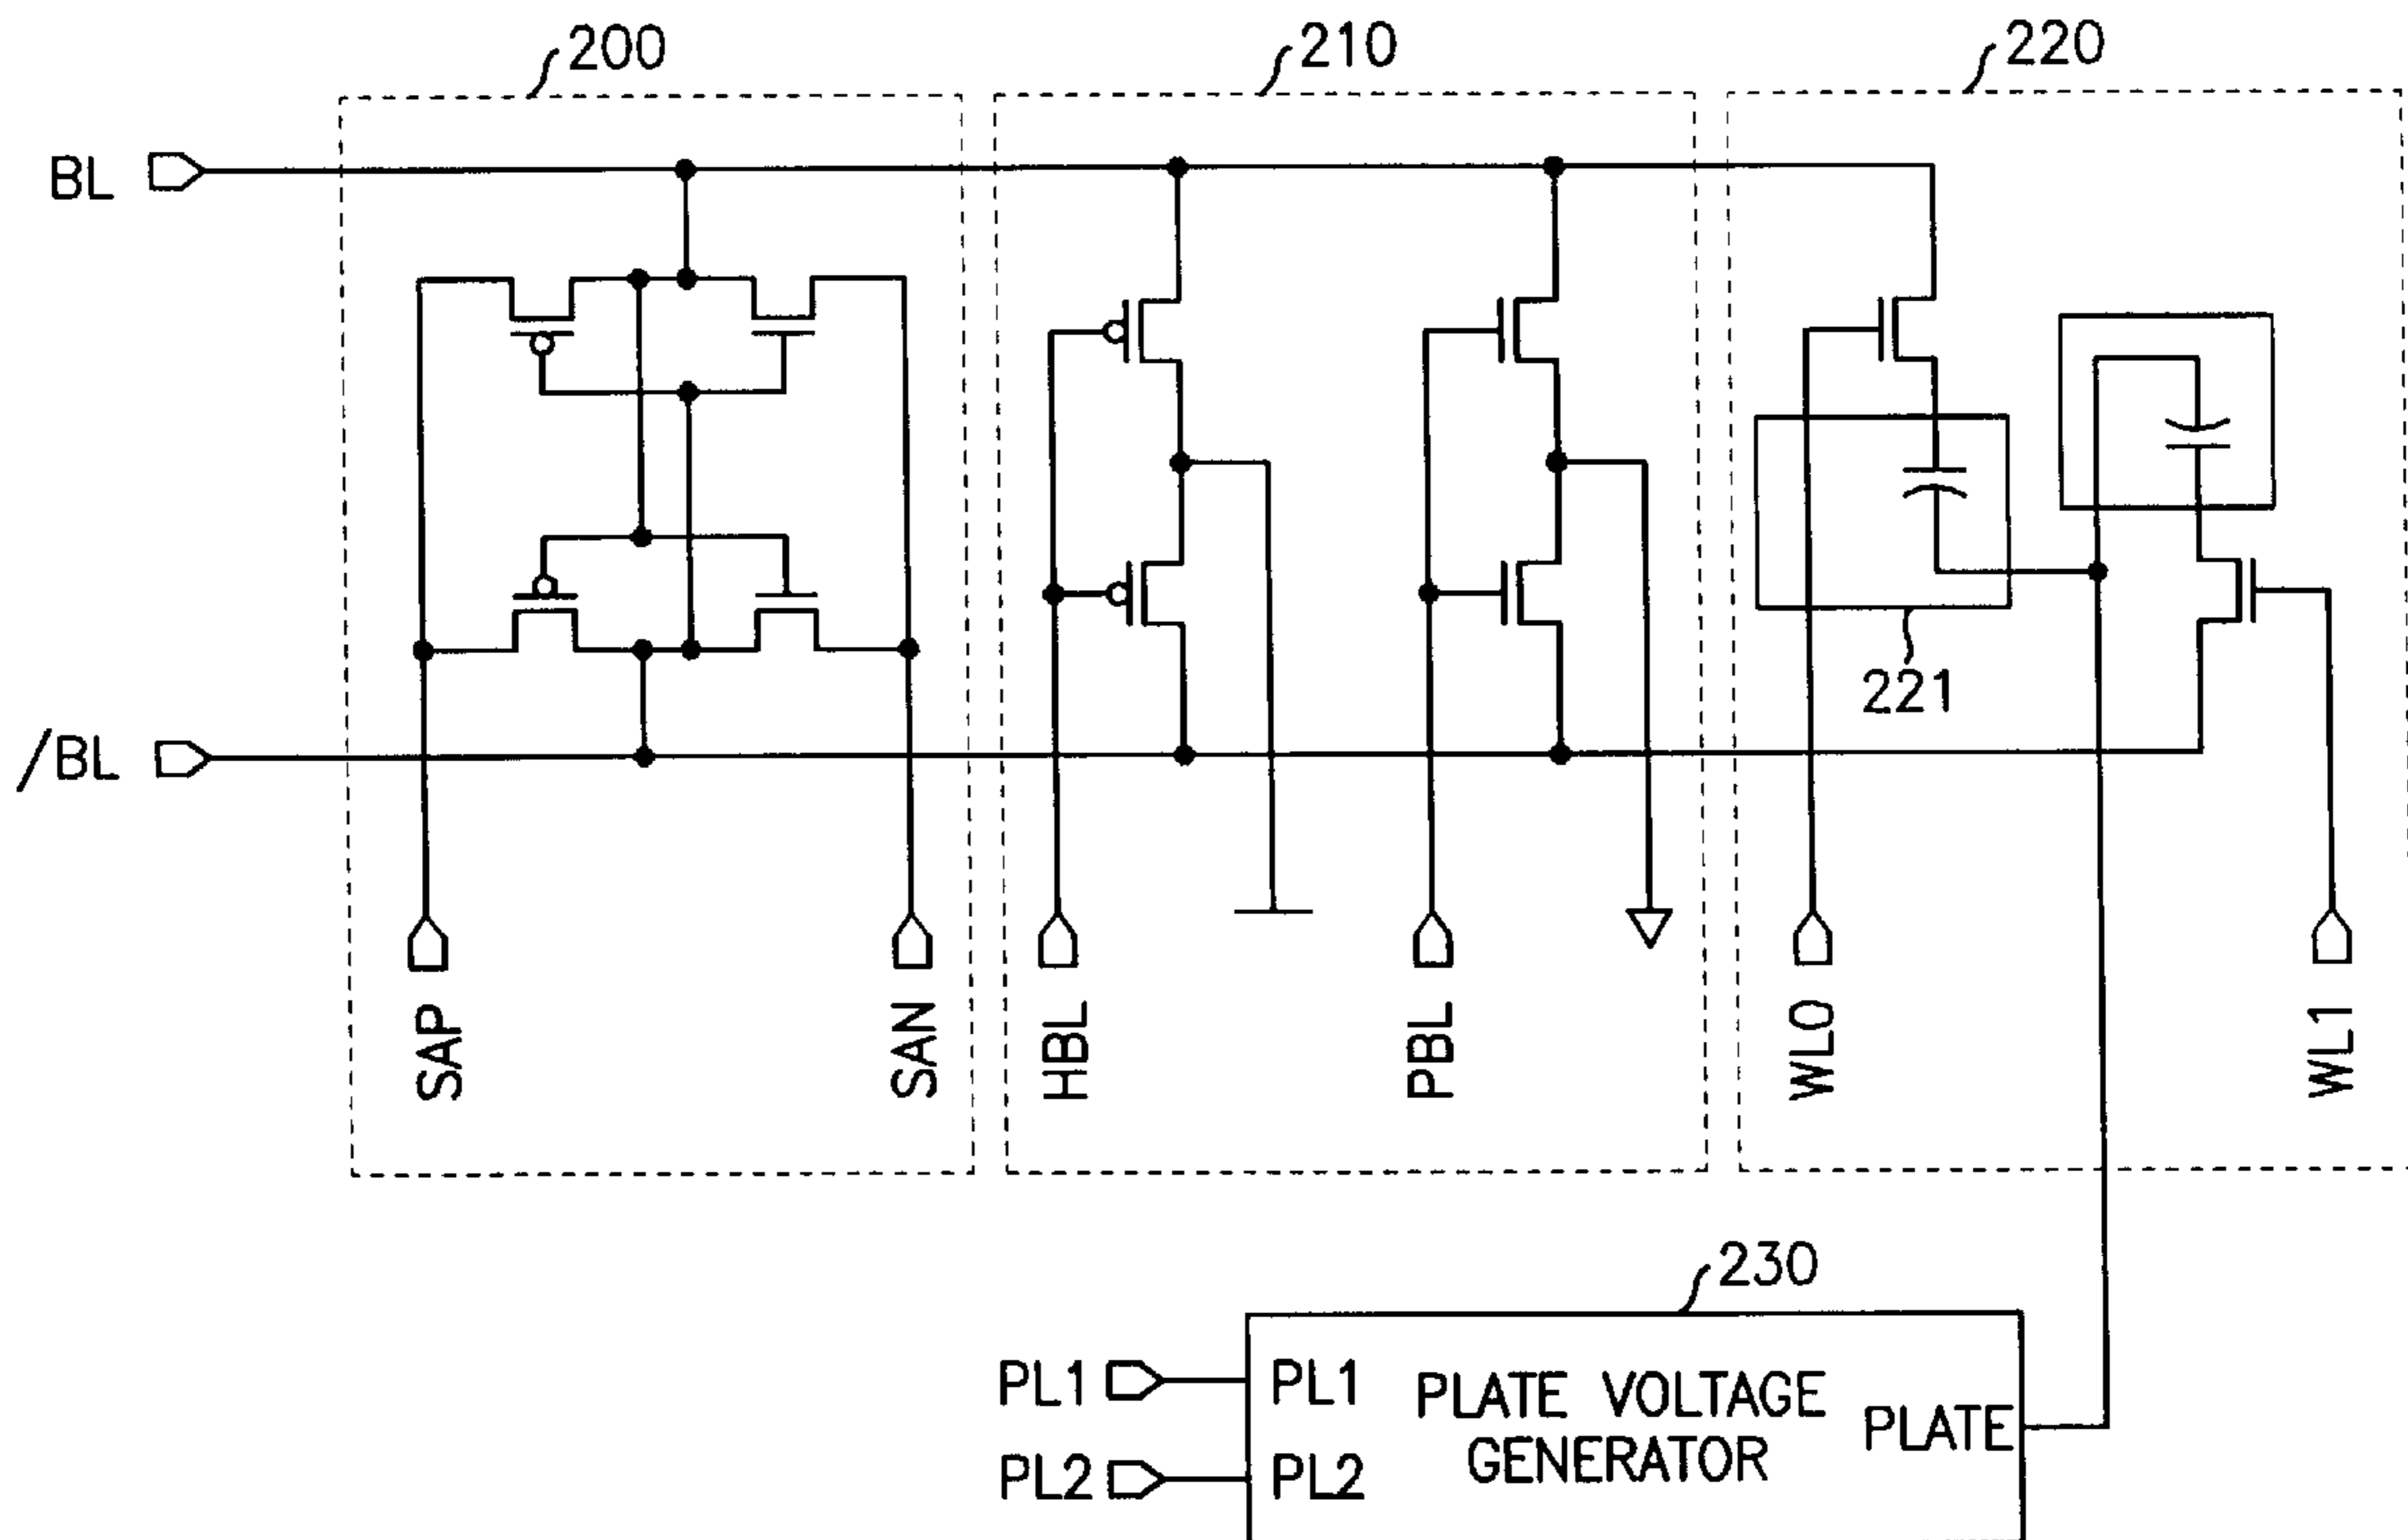 200
210
220
BL
221
/BL
SAP
SAN
HBL
PBL
WL0
WL1
230
PL1
PL1
PLATE VOLTAGE
GENERATOR
PLATE
PL2
PL2